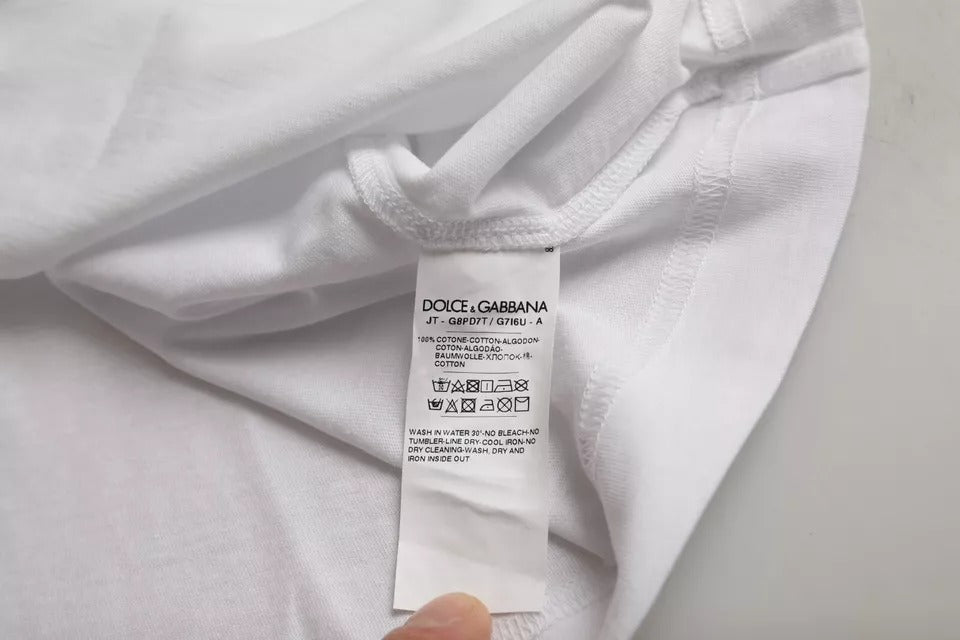 8
DOLCE & GABBANA
JT - G8PD7T / G7I6U - A
100% COTONE-COTTON-ALGODON-
COTON-ALGODÃO-
BAUMWOLLE-ХЛОПОК-棉-
COTTON
WASH IN WATER 30°-NO BLEACH-NO
TUMBLER-LINE DRY-COOL IRON-NO
DRY CLEANING-WASH, DRY AND
IRON INSIDE OUT